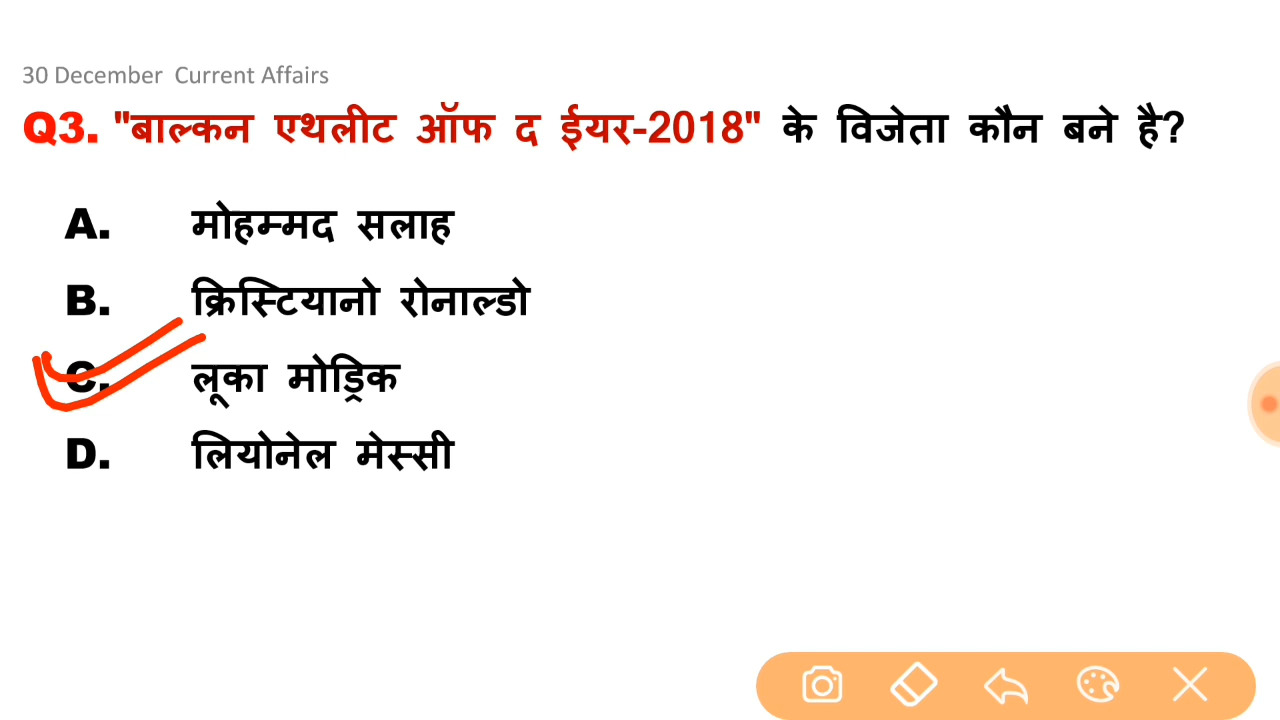 30 December Current Affairs
Q3. "बाल्कन एथलीट ऑफ द ईयर-2018" के विजेता कौन बने है?
A. मोहम्मद सलाह
B. क्रिस्टियानो रोनाल्डो
C. लूका मोड्रिक
D. लियोनेल मेस्सी